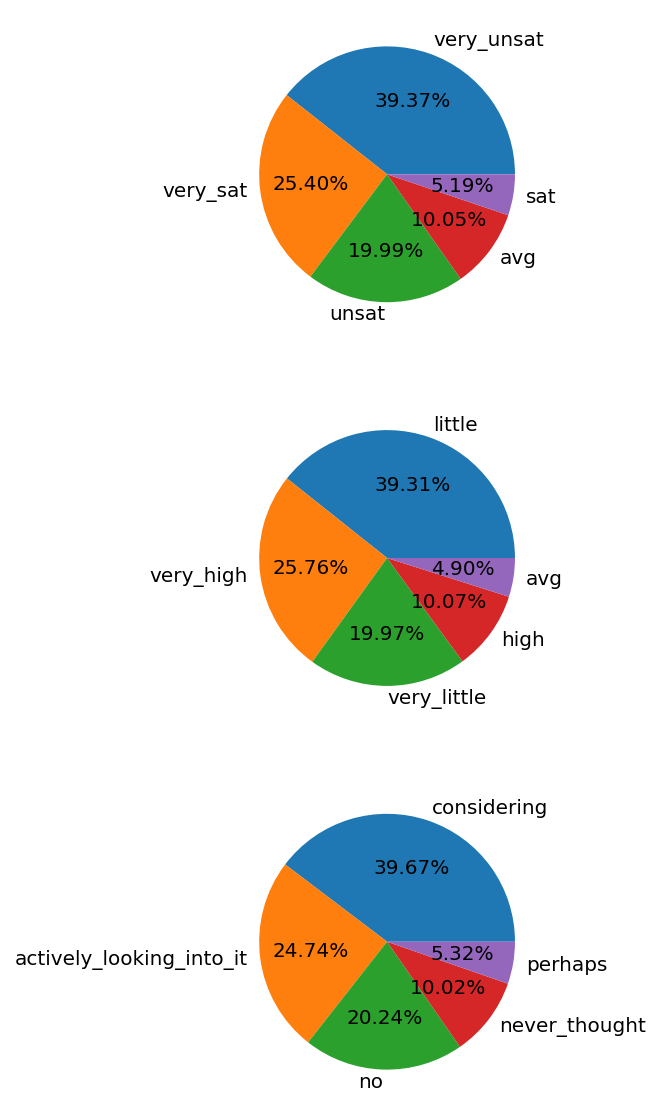 very_unsat
39.37%
very_sat
25.40%
5.19%
sat
10.05%
avg
19.99%
unsat
little
39.31%
very_high
25.76%
4.90%
avg
10.07%
high
19.97%
very_little
considering
39.67%
actively_looking_into_it
24.74%
5.32%
perhaps
10.02%
never_thought
20.24%
no